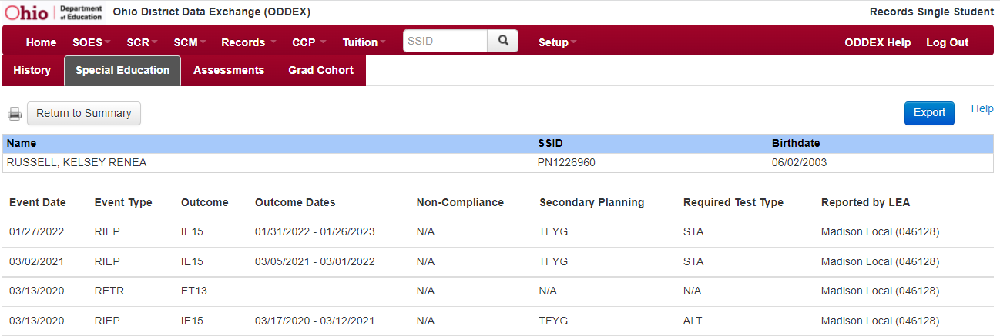 Ohio Department of Education Ohio District Data Exchange (ODDEX) Records Single Student
Home SOES SCR SCM Records CCP Tuition SSID Setup ODDEX Help Log Out
History Special Education Assessments Grad Cohort
Return to Summary Export Help
Name SSID Birthdate
RUSSELL, KELSEY RENEA PN1226960 06/02/2003
Event Date Event Type Outcome Outcome Dates Non-Compliance Secondary Planning Required Test Type Reported by LEA
01/27/2022 RIEP IE15 01/31/2022 - 01/26/2023 N/A TFYG STA Madison Local (046128)
03/02/2021 RIEP IE15 03/05/2021 - 03/01/2022 N/A TFYG STA Madison Local (046128)
03/13/2020 RETR ET13 N/A N/A N/A Madison Local (046128)
03/13/2020 RIEP IE15 03/17/2020 - 03/12/2021 N/A TFYG ALT Madison Local (046128)